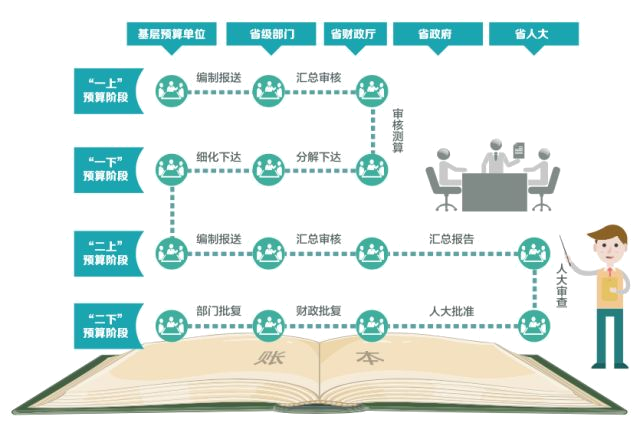 基层预算单位
省级部门
省财政厅
省政府
省人大
“一上”
预算阶段
编制报送
汇总审核
审核测算
“一下”
预算阶段
细化下达
分解下达
“二上”
预算阶段
编制报送
汇总审核
汇总报告
人大审查
“二下”
预算阶段
部门批复
财政批复
人大批准
账本